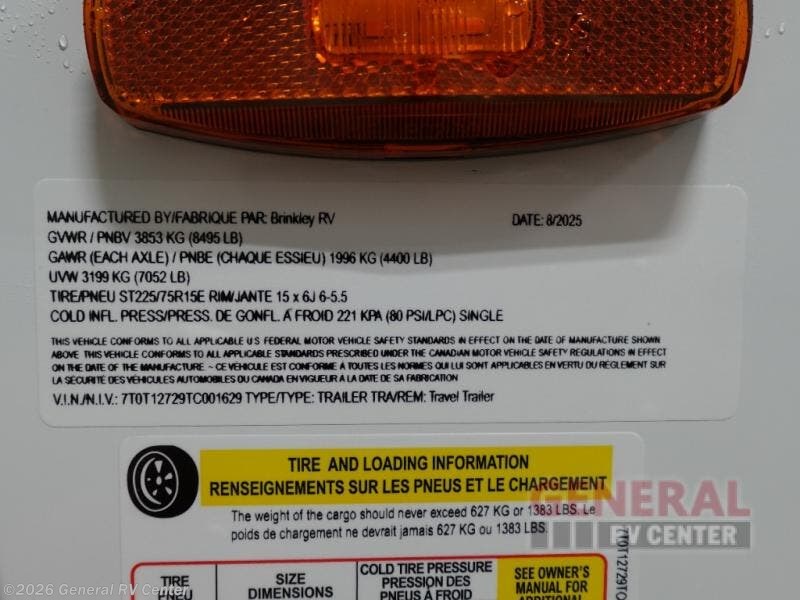 MANUFACTURED BY/FABRIQUE PAR: Brinkley RV DATE: 8/2025
GVWR / PNBV 3853 KG (8495 LB)
GAWR (EACH AXLE) / PNBE (CHAQUE ESSIEU) 1996 KG (4400 LB)
UVW 3199 KG (7052 LB)
TIRE/PNEU ST225/75R15E RIM/JANTE 15 x 6J 6-5.5
COLD INFL. PRESS/PRESS. DE GONFL. À FROID 221 KPA (80 PSI/LPC) SINGLE
THIS VEHICLE CONFORMS TO ALL APPLICABLE U S FEDERAL MOTOR VEHICLE SAFETY STANDARDS IN EFFECT ON THE DATE OF MANUFACTURE SHOWN
ABOVE THIS VEHICLE CONFORMS TO ALL APPLICABLE STANDARDS PRESCRIBED UNDER THE CANADIAN MOTOR VEHICLE SAFETY REGULATIONS IN EFFECT
ON THE DATE OF THE MANUFACTURE. ~ CE VEHICULE EST CONFORME À TOUTES LES NORMES QUI LUI SONT APPLICABLES EN VERTU DU REGLEMENT SUR
LA SÉCURITÉ DES VÉHICULES AUTOMOBILES DU CANADA EN VIGUEUR À LA DATE DE SA FABRICATION
V.I.N./N.I.V.: 7T0T12729TC001629 TYPE/TYPE: TRAILER TRA/REM: Travel Trailer
TIRE AND LOADING INFORMATION
RENSEIGNEMENTS SUR LES PNEUS ET LE CHARGEMENT
The weight of the cargo should never exceed 627 KG or 1383 LBS. Le
poids de chargement ne devrait jamais 627 KG ou 1383 LBS.
GENERAL
RV CENTER
7T0T12729TC
TIRE
PNEU
SIZE
DIMENSIONS
COLD TIRE PRESSURE
PRESSION DES
PNEUS À FROID
SEE OWNER'S
MANUAL FOR
ADDITIONAL
©2026 General RV Center